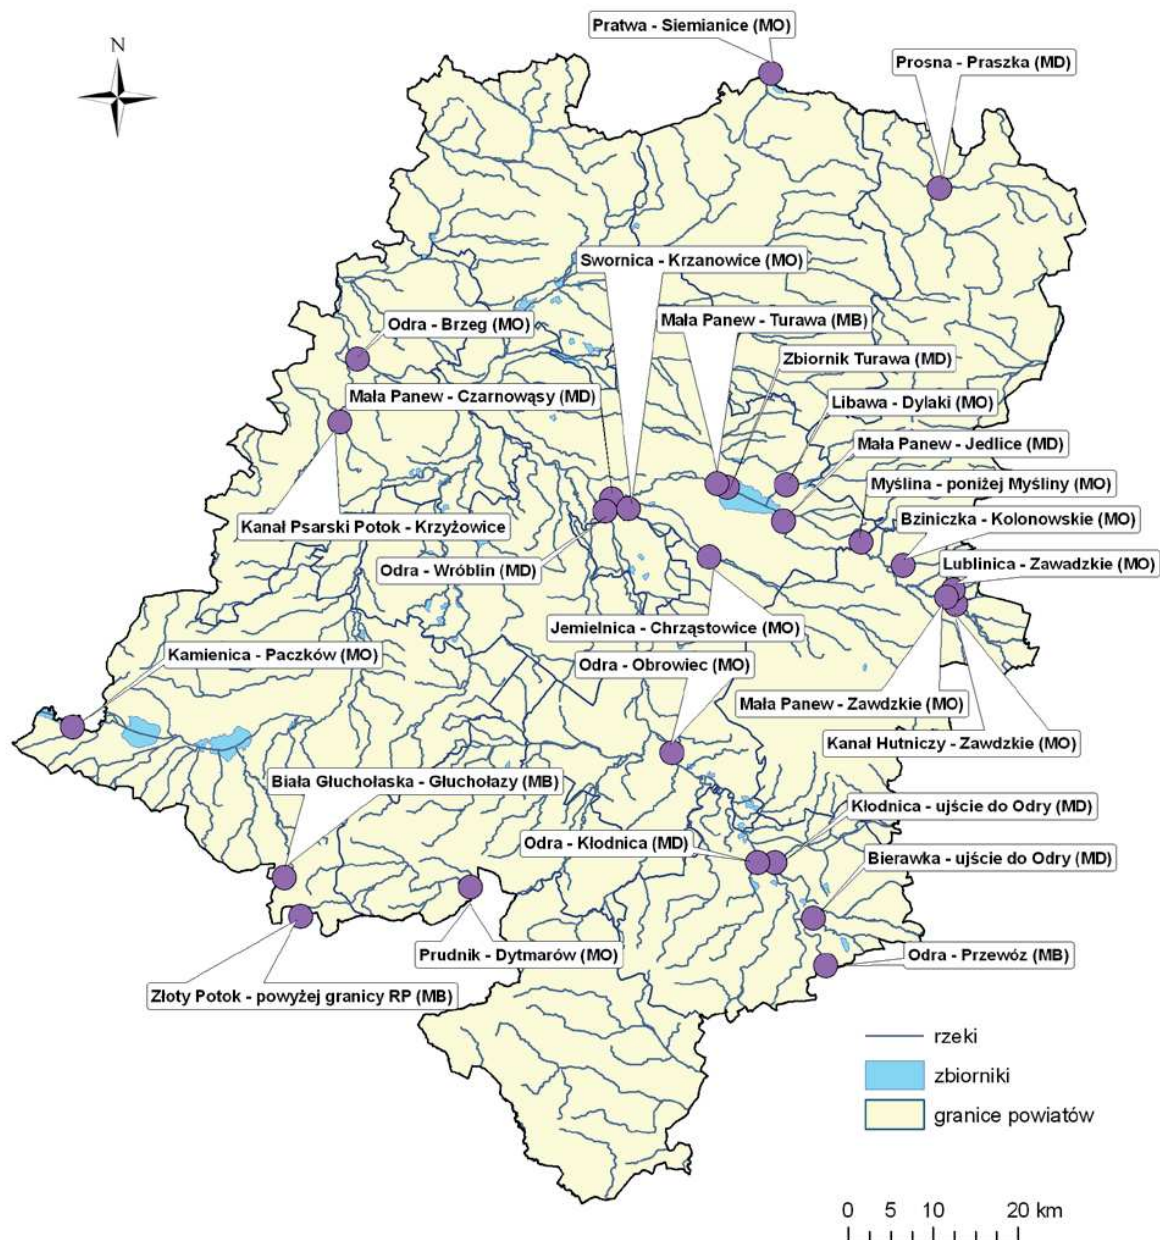 Pratwa - Siemianice (MO)
N
Prosna - Praszka (MD)
Swornica - Krzanowice (MO)
Odra - Brzeg (MO)
Mała Panew - Turawa (MB)
Zbiornik Turawa (MD)
Mała Panew - Czarnowąsy (MD)
Libawa - Dylaki (MO)
Mała Panew - Jedlice (MD)
Myślina - poniżej Myśliny (MO)
Kanał Psarski Potok - Krzyżowice
Bziniczka - Kolonowskie (MO)
Odra - Wróblin (MD)
Lublinica - Zawadzkie (MO)
Jemielnica - Chrząstowice (MO)
Kamienica - Paczków (MO)
Odra - Obrowiec (MO)
Mała Panew - Zawdzkie (MO)
Kanał Hutniczy - Zawdzkie (MO)
Biała Głuchołaska - Głuchołazy (MB)
Kłodnica - ujście do Odry (MD)
Odra - Kłodnica (MD)
Bierawka - ujście do Odry (MD)
Prudnik - Dytmarów (MO)
Odra - Przewóz (MB)
Złoty Potok - powyżej granicy RP (MB)
rzeki
zbiorniki
granice powiatów
0 5 10 20 km